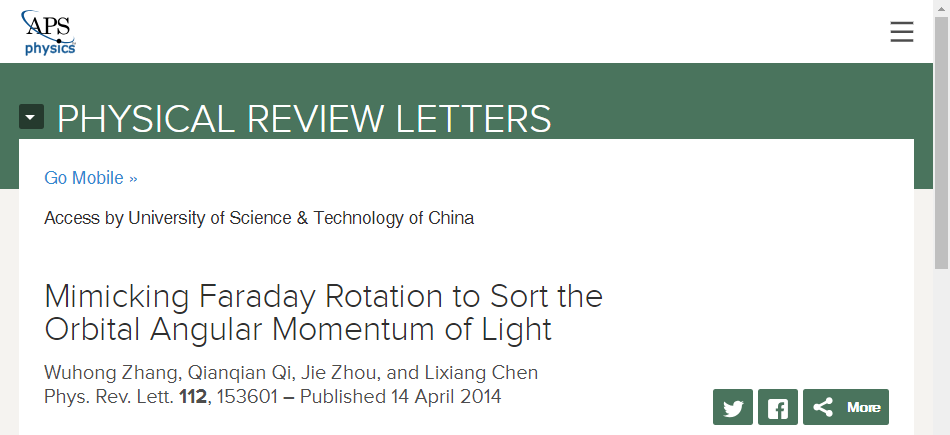 APS
physics
PHYSICAL REVIEW LETTERS
Go Mobile »
Access by University of Science & Technology of China
Mimicking Faraday Rotation to Sort the
Orbital Angular Momentum of Light
Wuhong Zhang, Qianqian Qi, Jie Zhou, and Lixiang Chen
Phys. Rev. Lett. 112, 153601 – Published 14 April 2014
More